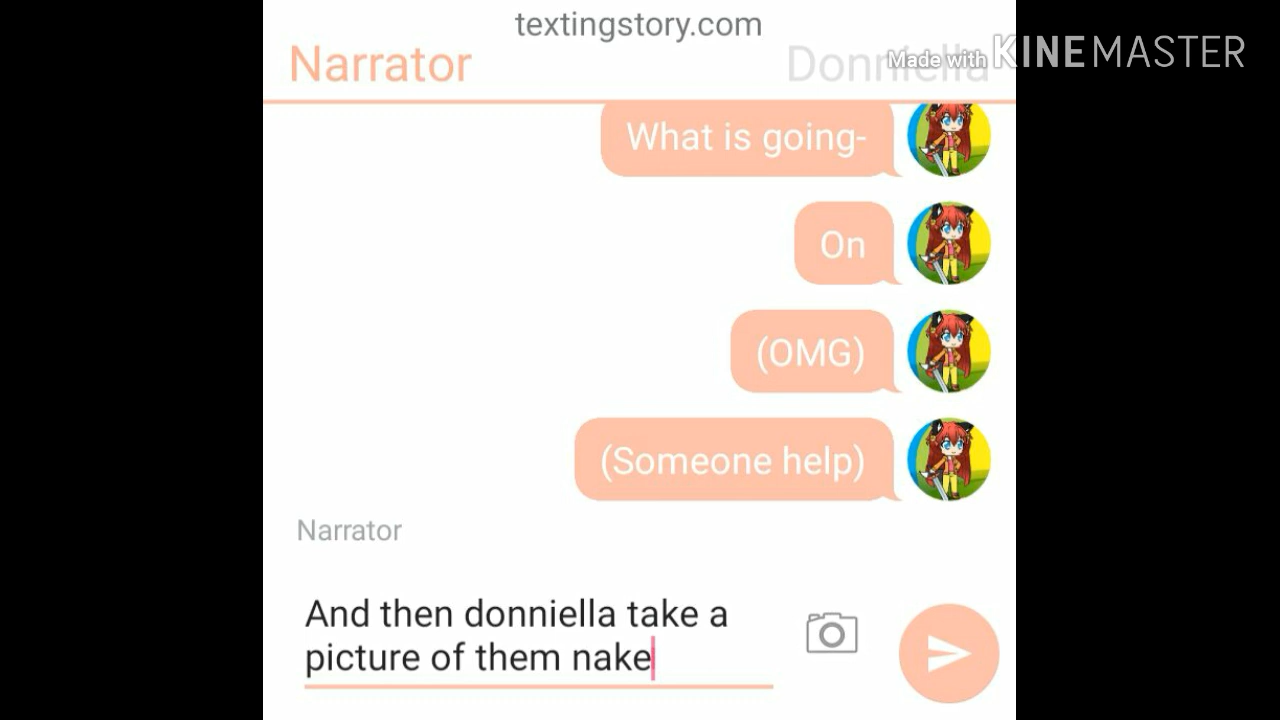 textingstory.com
Narrator
Donniella
Made with KINEMASTER
What is going-
On
(OMG)
(Someone help)
Narrator
And then donniella take a
picture of them nake